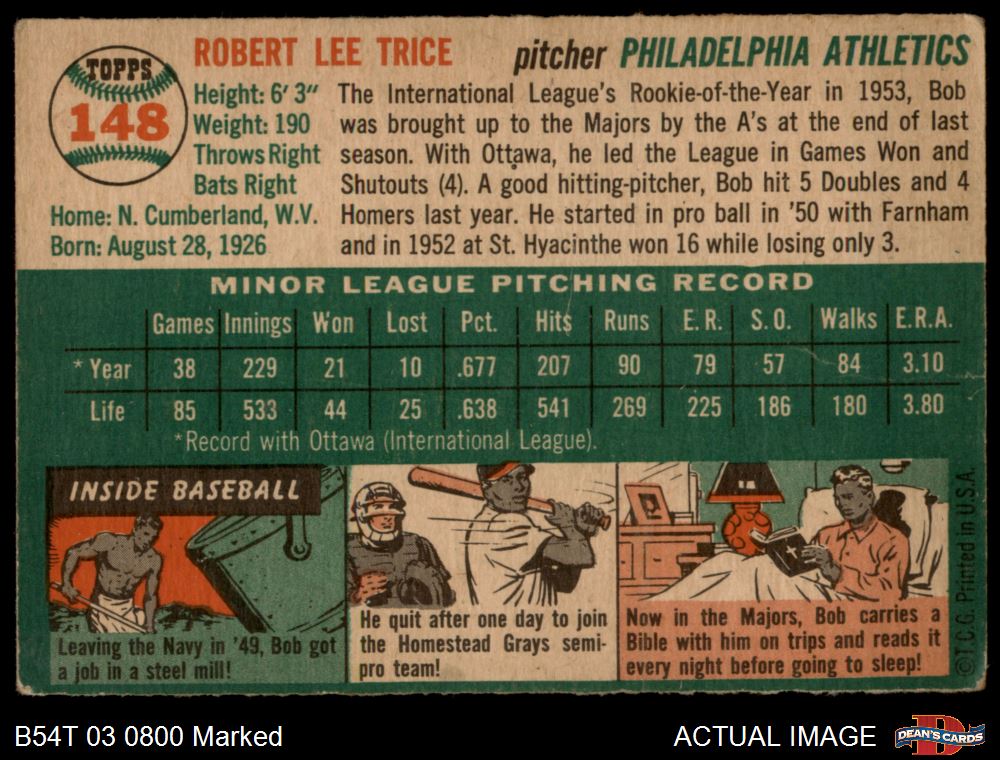 TOPPS
148
ROBERT LEE TRICE
pitcher PHILADELPHIA ATHLETICS
Height: 6' 3"
Weight: 190
Throws Right
Bats Right
Home: N. Cumberland, W.V.
Born: August 28, 1926
The International League's Rookie-of-the-Year in 1953, Bob
was brought up to the Majors by the A's at the end of last
season. With Ottawa, he led the League in Games Won and
Shutouts (4). A good hitting-pitcher, Bob hit 5 Doubles and 4
Homers last year. He started in pro ball in '50 with Farnham
and in 1952 at St. Hyacinthe won 16 while losing only 3.
MINOR LEAGUE PITCHING RECORD
Games Innings Won Lost Pct. Hits Runs E.R. S.O. Walks E.R.A.
* Year 38 229 21 10 .677 207 90 79 57 84 3.10
Life 85 533 44 25 .638 541 269 225 186 180 3.80
*Record with Ottawa (International League).
INSIDE BASEBALL
Leaving the Navy in '49, Bob got
a job in a steel mill!
He quit after one day to join
the Homestead Grays semi-
pro team!
Now in the Majors, Bob carries a
Bible with him on trips and reads it
every night before going to sleep!
©T.C.G. Printed in U.S.A.
B54T 03 0800 Marked
ACTUAL IMAGE
DEAN'S CARDS